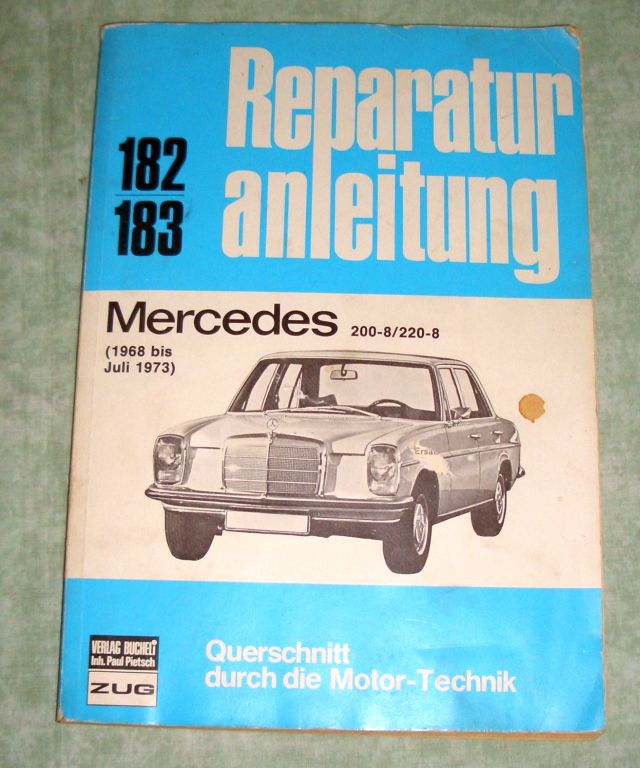 Reparatur
anleitung
182
183
Mercedes 200-8/220-8
(1968 bis
Juli 1973)
Ersatz
VERLAG BUCHELI
Inh. Paul Pietsch
ZUG
Querschnitt
durch die Motor-Technik